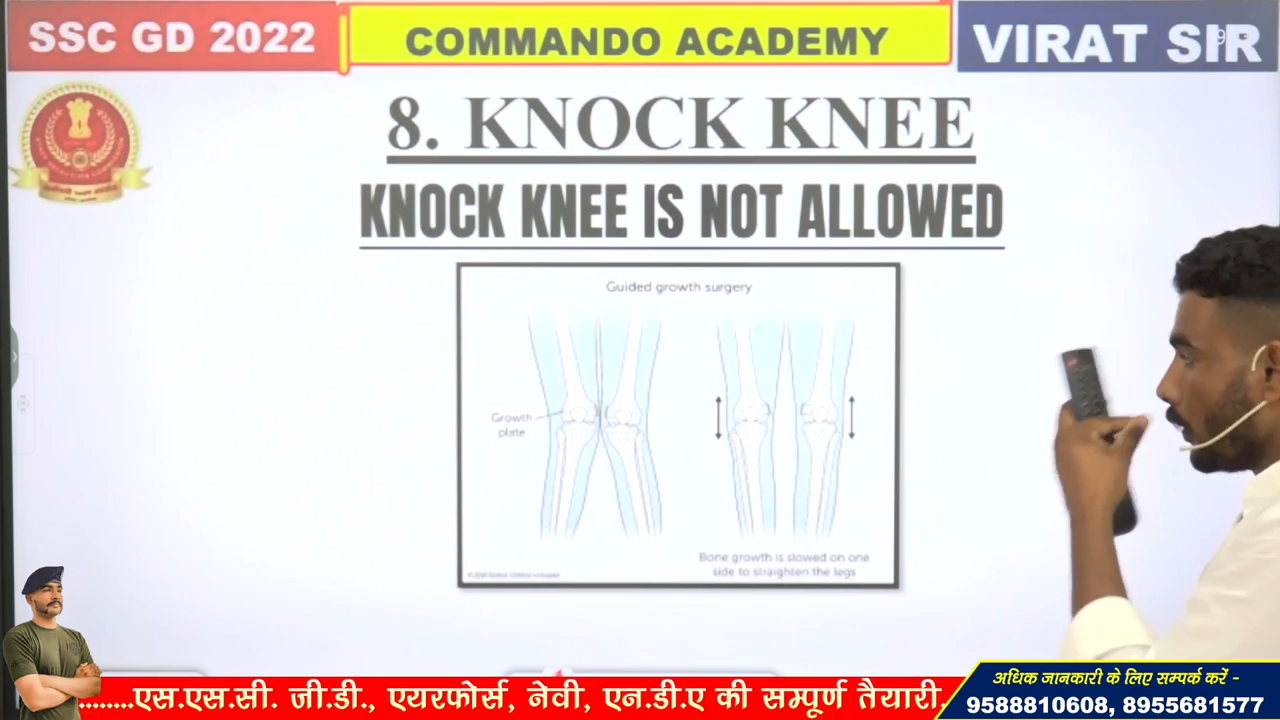 SSC GD 2022
COMMANDO ACADEMY
VIRAT SIR
8. KNOCK KNEE
KNOCK KNEE IS NOT ALLOWED
Guided growth surgery
Growth
plate
Bone growth is slowed on one
side to straighten the legs
........एस.एस.सी. जी.डी., एयरफोर्स, नेवी, एन.डी.ए की सम्पूर्ण तैयारी.
अधिक जानकारी के लिए सम्पर्क करें -
9588810608, 8955681577